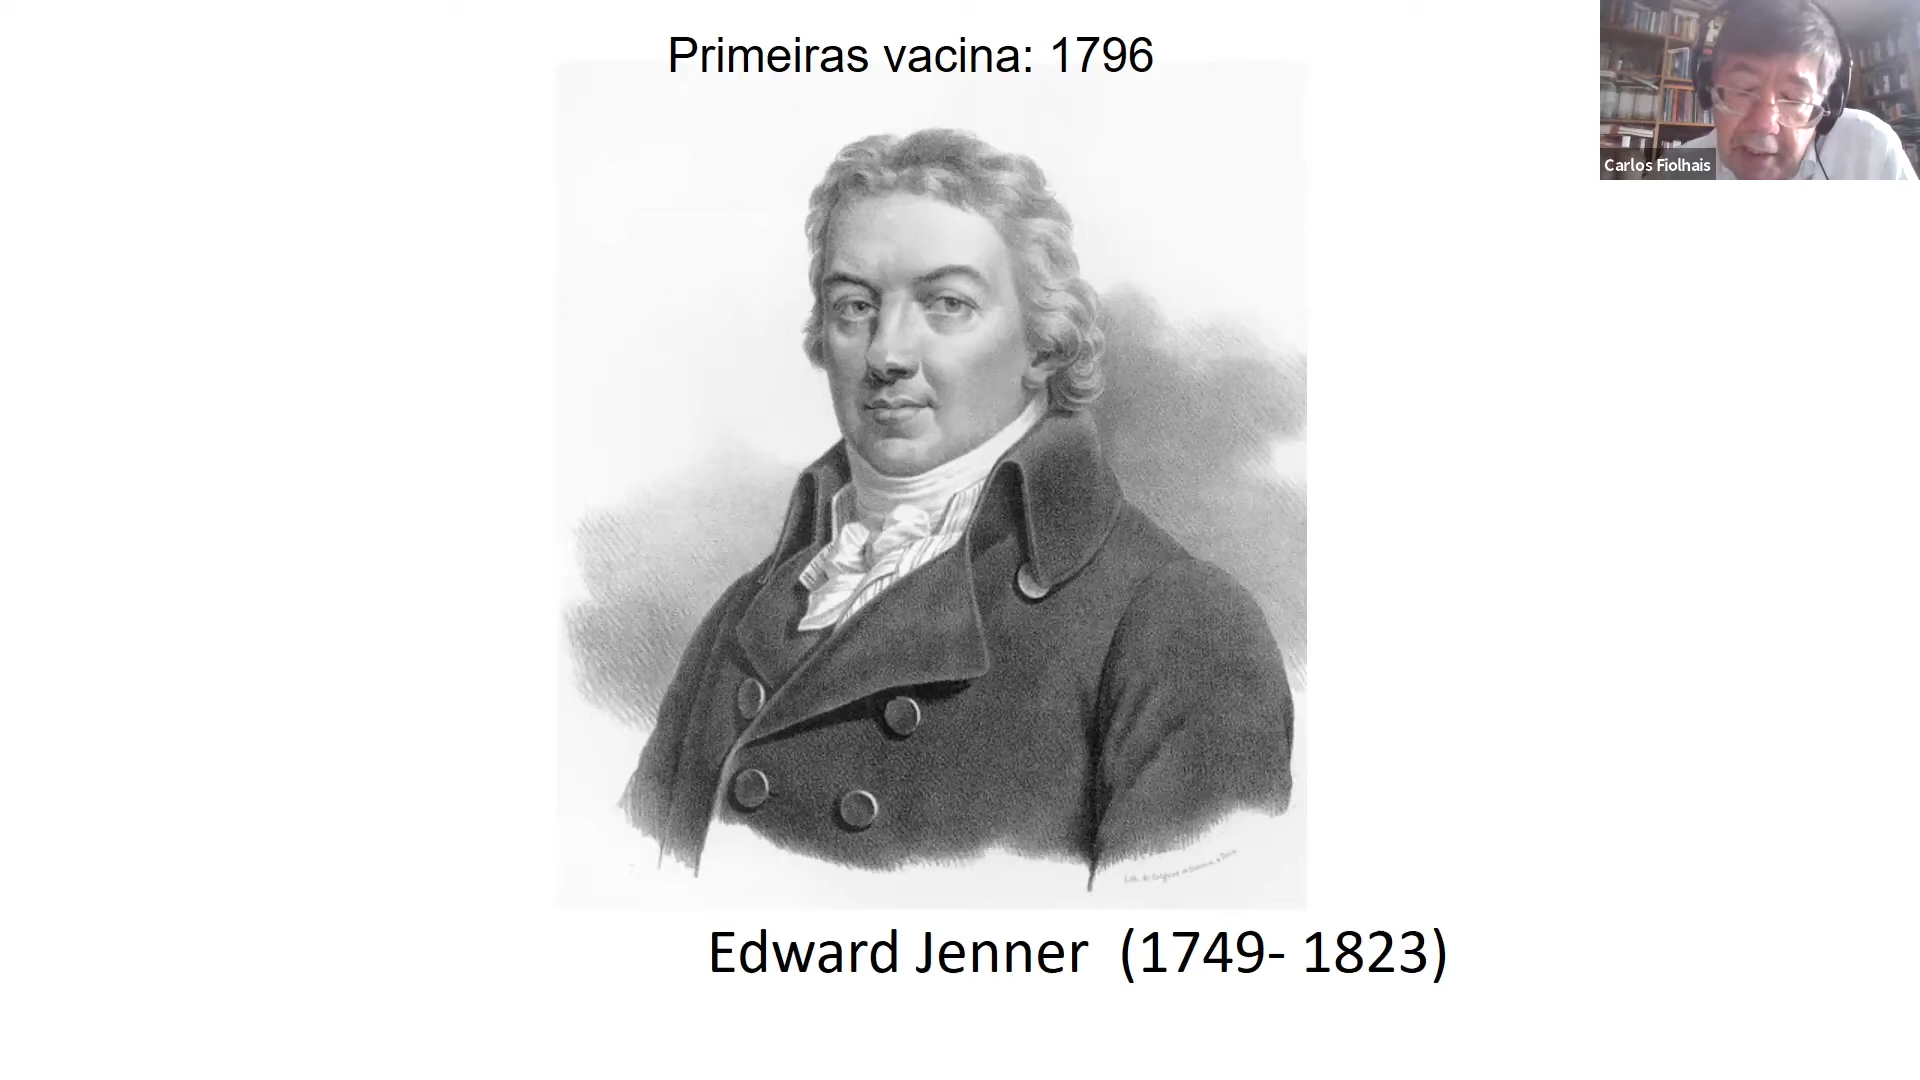 Primeiras vacina: 1796
Carlos Fiolhais
Edward Jenner (1749- 1823)